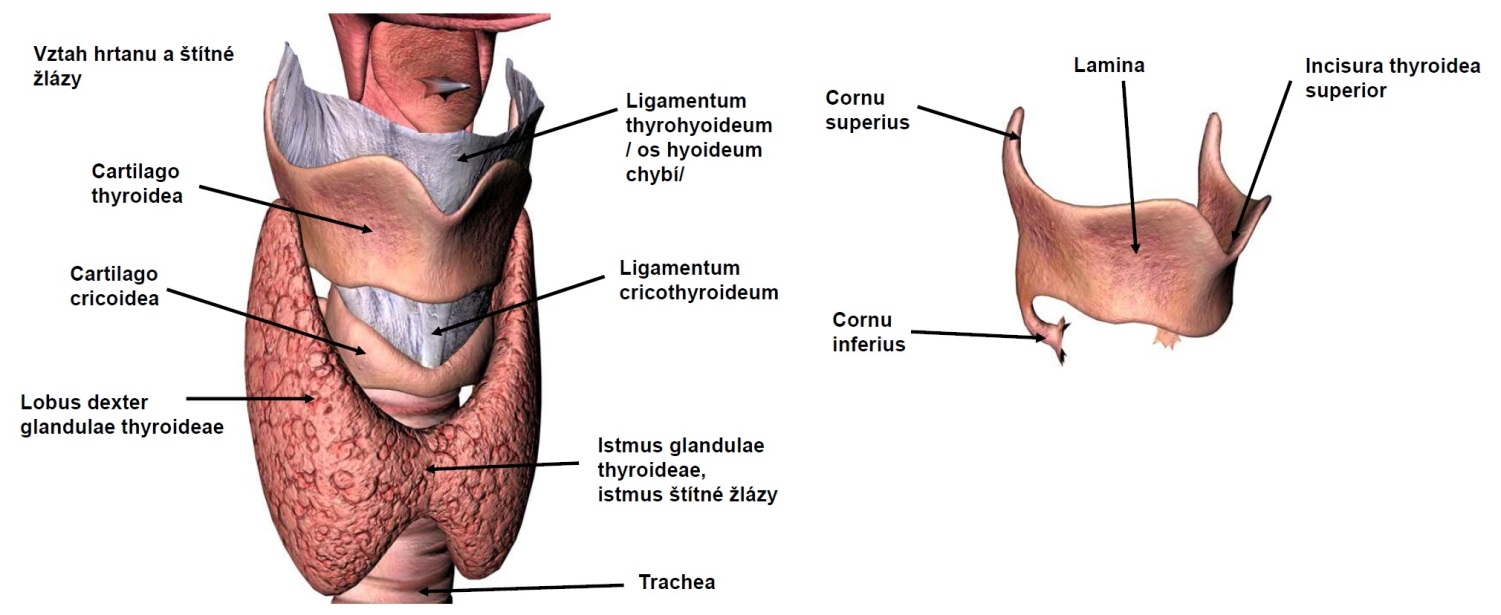 Vztah hrtanu a štítné
žlázy
Ligamentum
thyrohyoideum
/ os hyoideum
chybí/
Cartilago
thyroidea
Cartilago
cricoidea
Ligamentum
cricothyroideum
Lobus dexter
glandulae thyroideae
Istmus glandulae
thyroideae,
istmus štítné žlázy
Trachea
Cornu
superius
Lamina
Incisura thyroidea
superior
Cornu
inferius